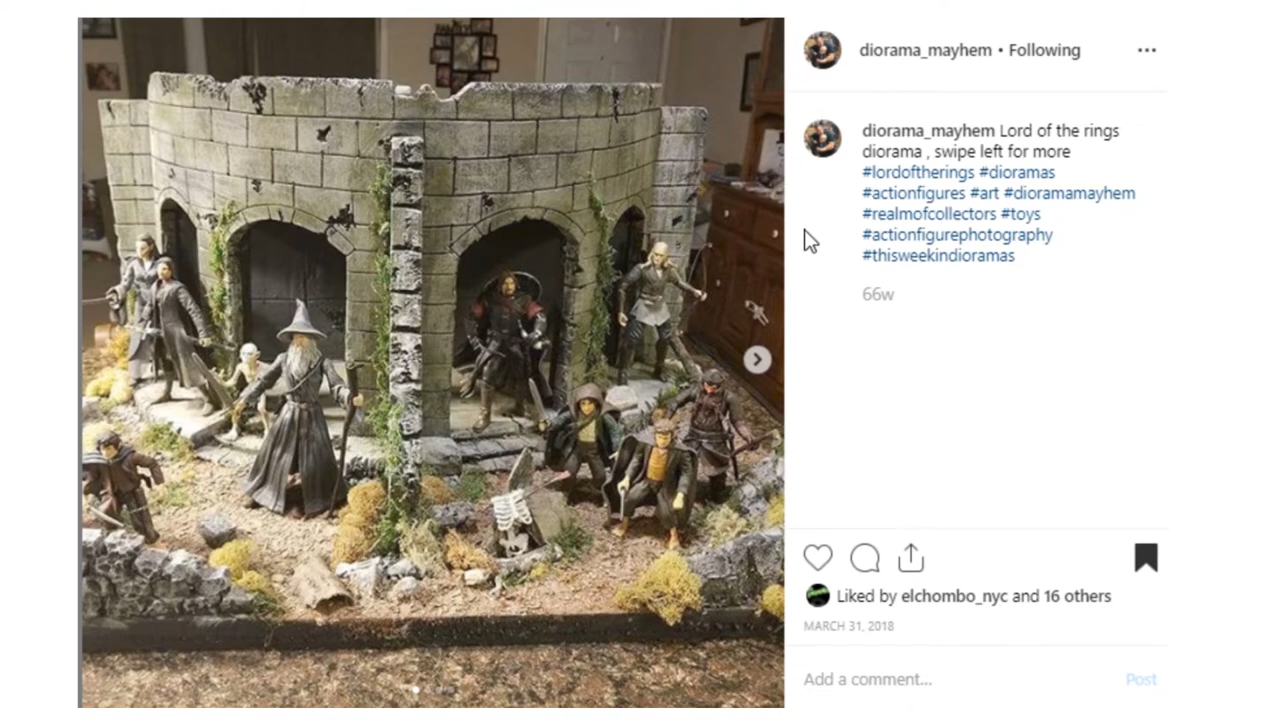 diorama_mayhem • Following
diorama_mayhem Lord of the rings
diorama , swipe left for more
#lordoftherings #dioramas
#actionfigures #art #dioramamayhem
#realmofcollectors #toys
#actionfigurephotography
#thisweekindioramas
66w
Liked by elchombo_nyc and 16 others
MARCH 31, 2018
Add a comment...
Post
FAMILY